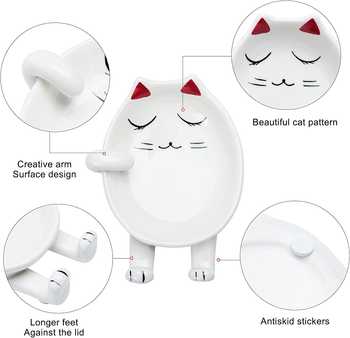 Beautiful cat pattern
Creative arm
Surface design
Longer feet
Against the lid
Antiskid stickers